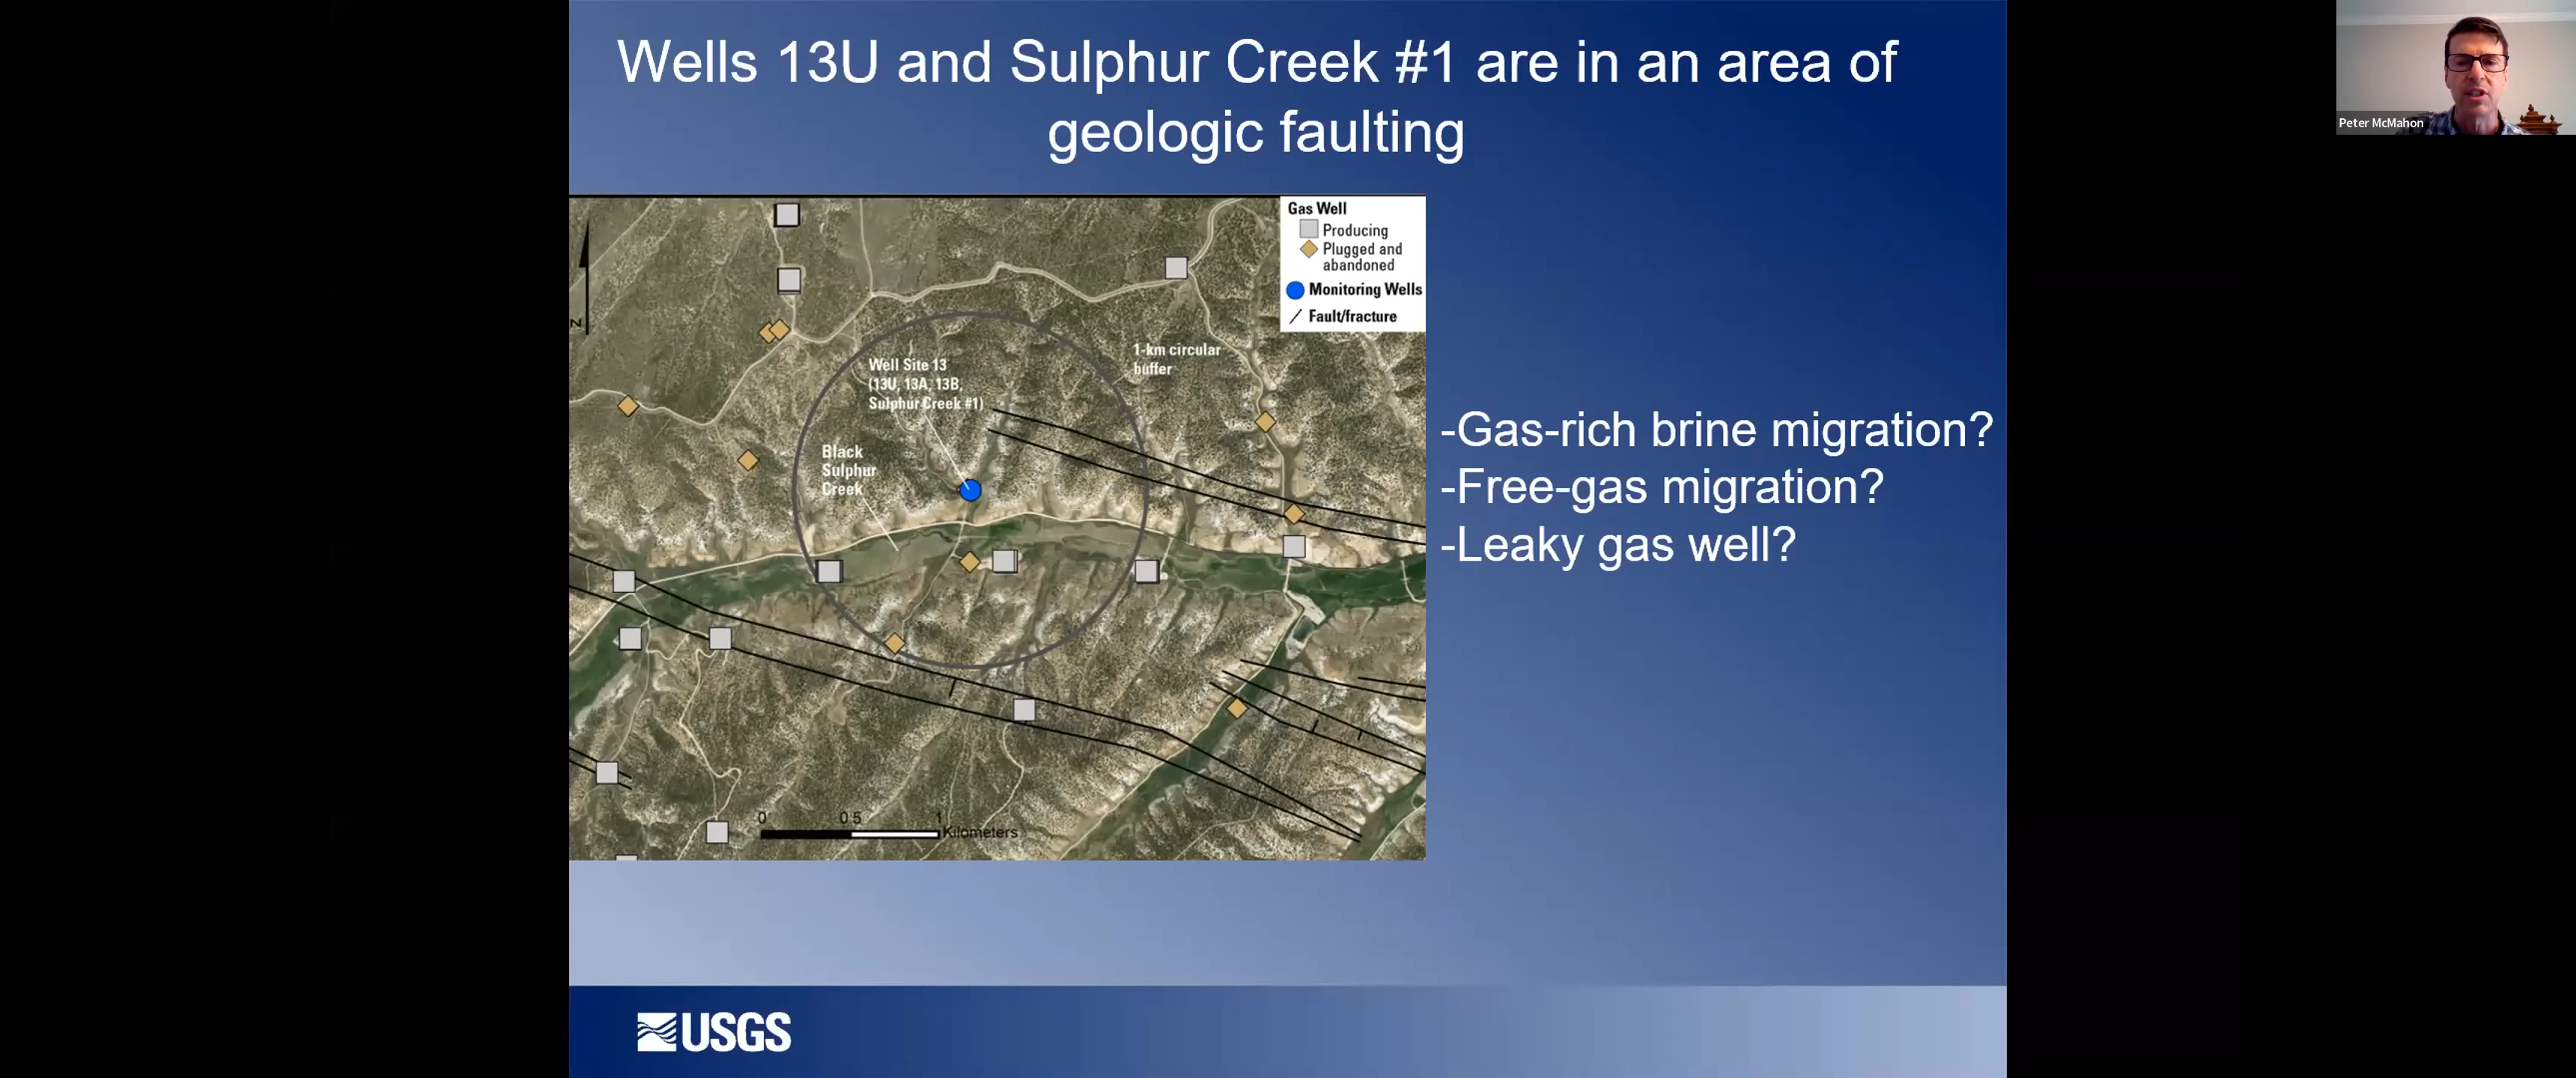 Wells 13U and Sulphur Creek #1 are in an area of
geologic faulting
Peter McMahon
Gas Well
Producing
Plugged and
abandoned
Monitoring Wells
Fault/fracture
N
1-km circular
buffer
Well Site 13
(13U, 13A, 13B,
Sulphur Creek #1)
Black
Sulphur
Creek
-Gas-rich brine migration?
-Free-gas migration?
-Leaky gas well?
0 0.5 1
Kilometers
USGS